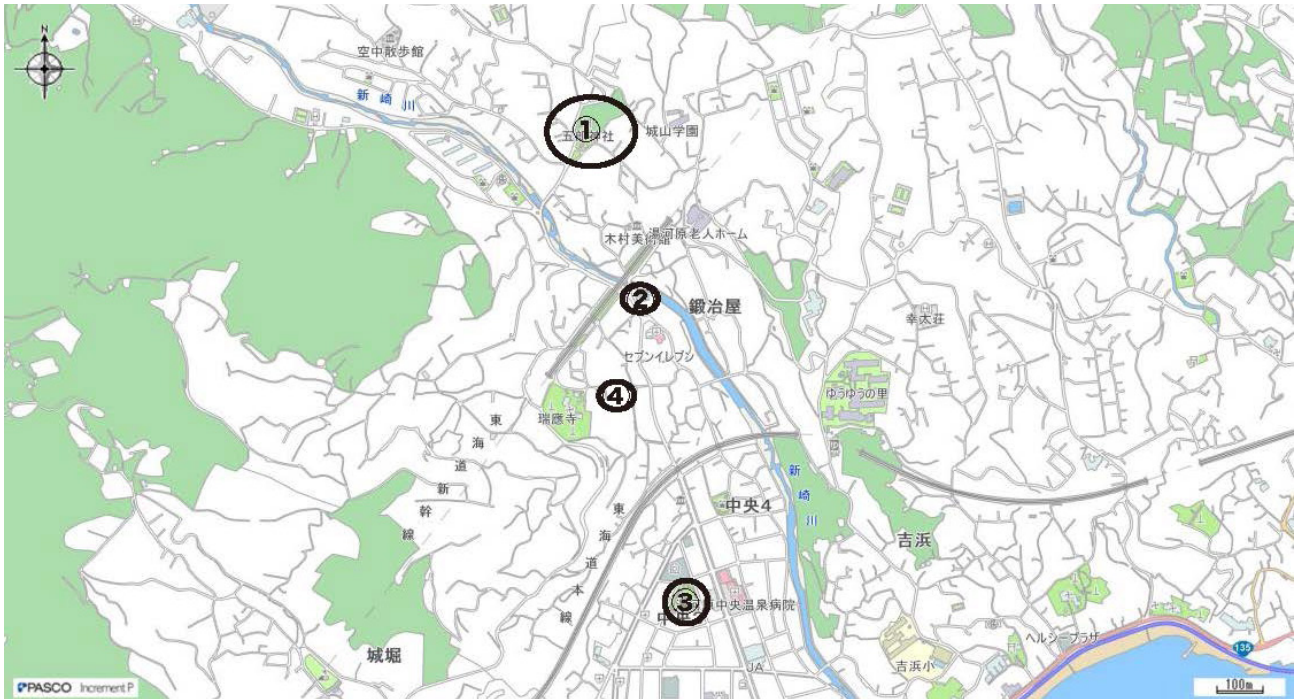 N
空中散歩館
新崎川
①
城山学園
木村美術館
湯河原老人ホーム
②
鍛冶屋
幸太荘
セブンイレブン
④
ゆうゆうの里
瑞應寺
東海道新幹線
東海道本線
新崎川
中央4
吉浜
③
中央温泉病院
ヘルシープラザ
135
城堀
JA
吉浜小
PASCO Increment P
100m